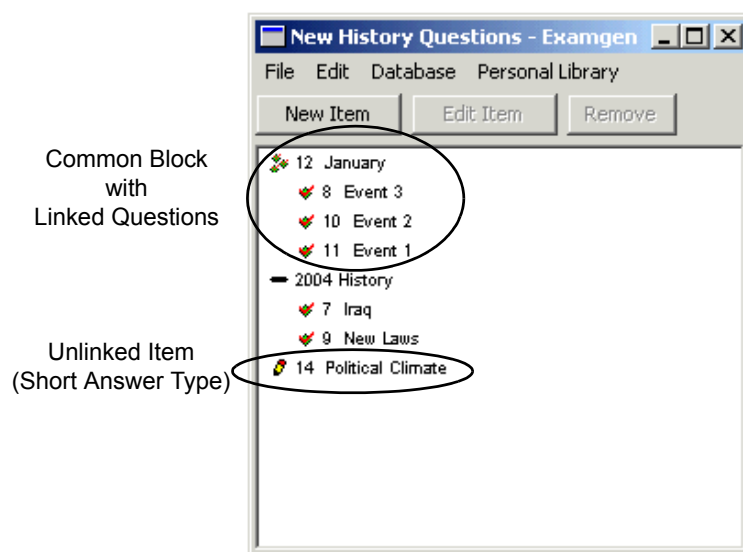 New History Questions - Examgen
File Edit Database Personal Library
New Item Edit Item Remove
Common Block
with
Linked Questions
12 January
8 Event 3
10 Event 2
11 Event 1
2004 History
7 Iraq
9 New Laws
Unlinked Item
(Short Answer Type)
14 Political Climate